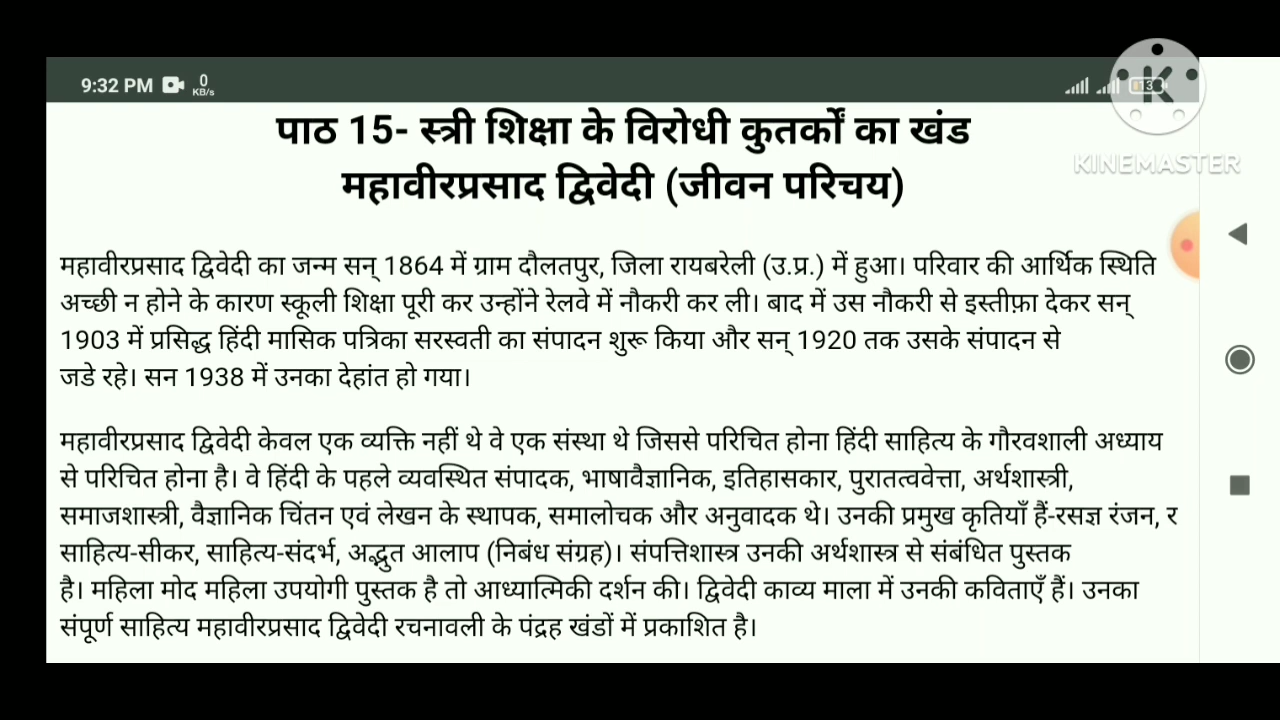 9:32 PM 0 KB/s 13
KINEMASTER
पाठ 15- स्त्री शिक्षा के विरोधी कुतर्कों का खंड
महावीरप्रसाद द्विवेदी (जीवन परिचय)
महावीरप्रसाद द्विवेदी का जन्म सन् 1864 में ग्राम दौलतपुर, जिला रायबरेली (उ.प्र.) में हुआ। परिवार की आर्थिक स्थिति
अच्छी न होने के कारण स्कूली शिक्षा पूरी कर उन्होंने रेलवे में नौकरी कर ली। बाद में उस नौकरी से इस्तीफ़ा देकर सन्
1903 में प्रसिद्ध हिंदी मासिक पत्रिका सरस्वती का संपादन शुरू किया और सन् 1920 तक उसके संपादन से
जडे रहे। सन 1938 में उनका देहांत हो गया।
महावीरप्रसाद द्विवेदी केवल एक व्यक्ति नहीं थे वे एक संस्था थे जिससे परिचित होना हिंदी साहित्य के गौरवशाली अध्याय
से परिचित होना है। वे हिंदी के पहले व्यवस्थित संपादक, भाषावैज्ञानिक, इतिहासकार, पुरातत्ववेत्ता, अर्थशास्त्री,
समाजशास्त्री, वैज्ञानिक चिंतन एवं लेखन के स्थापक, समालोचक और अनुवादक थे। उनकी प्रमुख कृतियाँ हैं-रसज्ञ रंजन, र
साहित्य-सीकर, साहित्य-संदर्भ, अद्भुत आलाप (निबंध संग्रह)। संपत्तिशास्त्र उनकी अर्थशास्त्र से संबंधित पुस्तक
है। महिला मोद महिला उपयोगी पुस्तक है तो आध्यात्मिकी दर्शन की। द्विवेदी काव्य माला में उनकी कविताएँ हैं। उनका
संपूर्ण साहित्य महावीरप्रसाद द्विवेदी रचनावली के पंद्रह खंडों में प्रकाशित है।